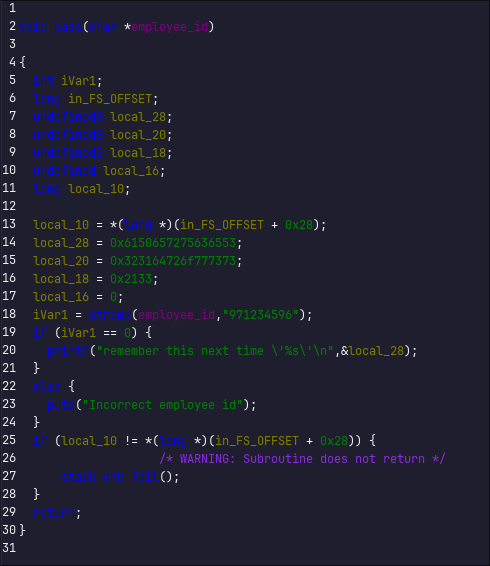 1
2 void pass(char *employee_id)
3
4 {
5   int iVar1;
6   long in_FS_OFFSET;
7   undefined8 local_28;
8   undefined8 local_20;
9   undefined2 local_18;
10   undefined local_16;
11   long local_10;
12
13   local_10 = *(long *)(in_FS_OFFSET + 0x28);
14   local_28 = 0x6150657275636553;
15   local_20 = 0x323164726f777373;
16   local_18 = 0x2133;
17   local_16 = 0;
18   iVar1 = strcmp(employee_id,"971234596");
19   if (iVar1 == 0) {
20     printf("remember this next time \'%s\'\n",&local_28);
21   }
22   else {
23     puts("Incorrect employee id");
24   }
25   if (local_10 != *(long *)(in_FS_OFFSET + 0x28)) {
26                     /* WARNING: Subroutine does not return */
27     __stack_chk_fail();
28   }
29   return;
30 }
31